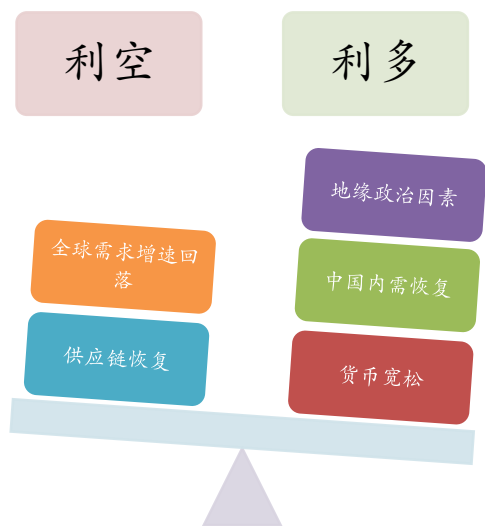 利空
利多
全球需求增速回
落
供应链恢复
地缘政治因素
中国内需恢复
货币宽松